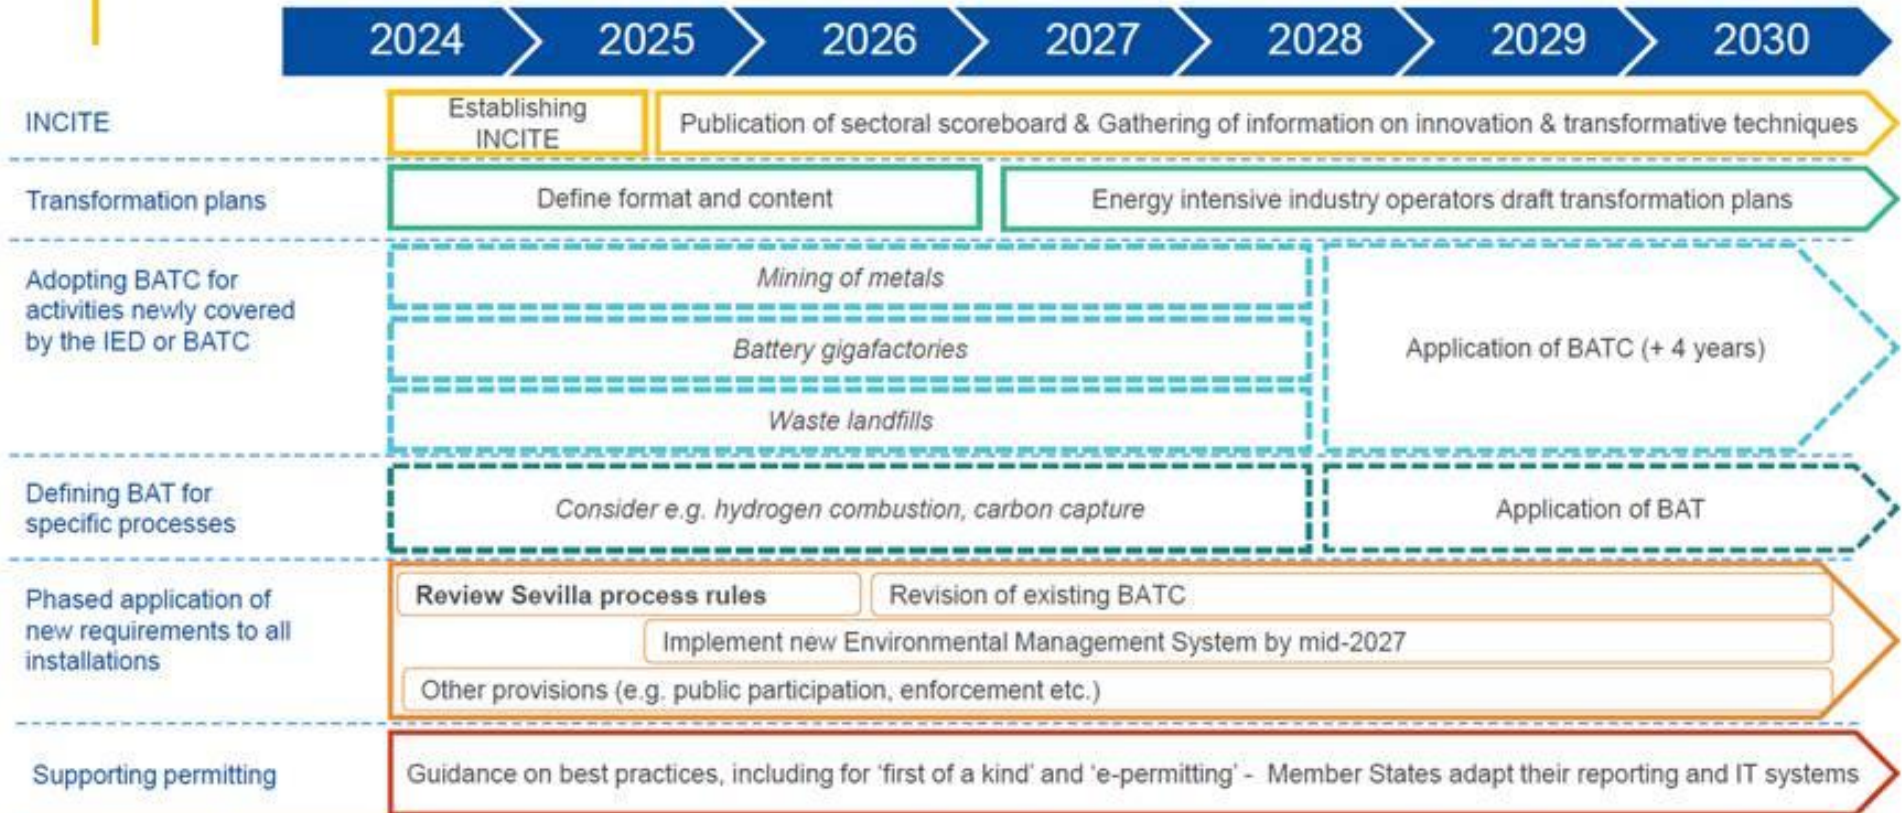 2024 2025 2026 2027 2028 2029 2030
INCITE
Establishing
INCITE
Publication of sectoral scoreboard & Gathering of information on innovation & transformative techniques
Transformation plans
Define format and content
Energy intensive industry operators draft transformation plans
Adopting BATC for
activities newly covered
by the IED or BATC
Mining of metals
Battery gigafactories
Waste landfills
Application of BATC (+ 4 years)
Defining BAT for
specific processes
Consider e.g. hydrogen combustion, carbon capture
Application of BAT
Phased application of
new requirements to all
installations
Review Sevilla process rules
Revision of existing BATC
Implement new Environmental Management System by mid-2027
Other provisions (e.g. public participation, enforcement etc.)
Supporting permitting
Guidance on best practices, including for 'first of a kind' and 'e-permitting' - Member States adapt their reporting and IT systems